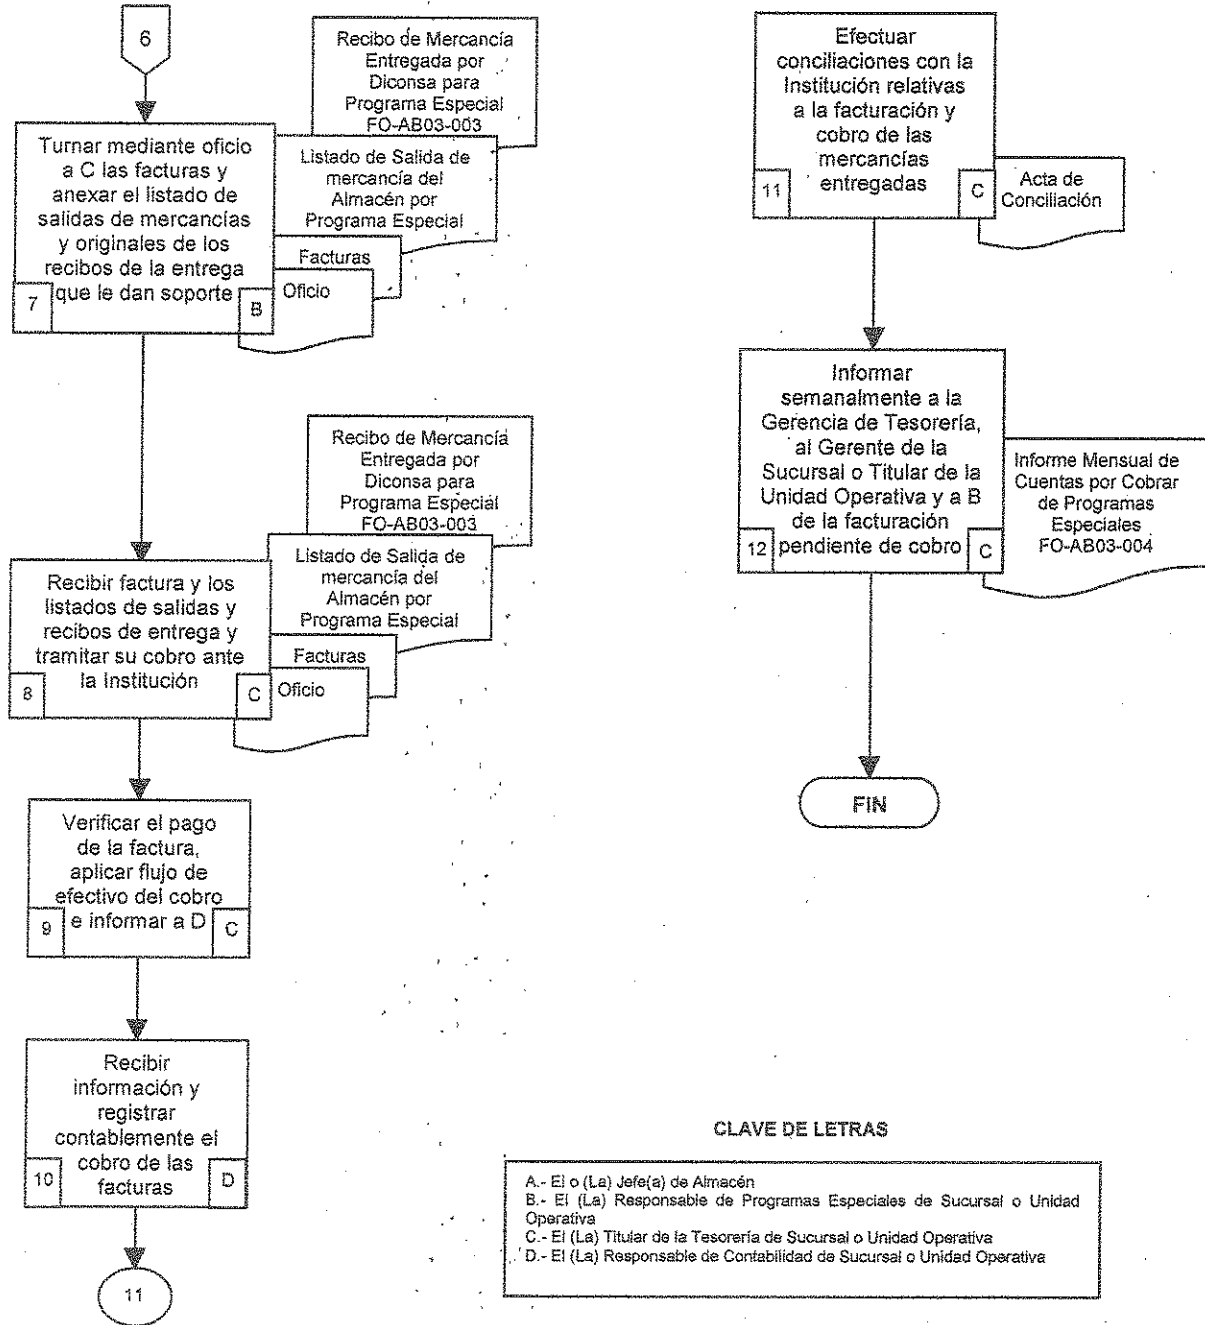 6
Recibo de Mercancía
Entregada por
Diconsa para
Programa Especial
FO-AB03-003
Turnar mediante oficio
a C las facturas y
anexar el listado de
salidas de mercancías
y originales de los
recibos de la entrega
que le dan soporte
7
B
Listado de Salida de
mercancía del
Almacén por
Programa Especial
Facturas
Oficio
Recibo de Mercancía
Entregada por
Diconsa para
Programa Especial
FO-AB03-003
Listado de Salida de
mercancía del
Almacén por
Programa Especial
Facturas
Oficio
Recibir factura y los
listados de salidas y
recibos de entrega y
tramitar su cobro ante
la Institución
8
C
Verificar el pago
de la factura,
aplicar flujo de
efectivo del cobro
e informar a D
9
C
Recibir
información y
registrar
contablemente el
cobro de las
facturas
10
D
11
Efectuar
conciliaciones con la
Institución relativas
a la facturación y
cobro de las
mercancías
entregadas
11
C
Acta de
Conciliación
Informar
semanalmente a la
Gerencia de Tesorería,
al Gerente de la
Sucursal o Titular de la
Unidad Operativa y a B
de la facturación
pendiente de cobro
12
C
Informe Mensual de
Cuentas por Cobrar
de Programas
Especiales
FO-AB03-004
FIN
CLAVE DE LETRAS
A.- El o (La) Jefe(a) de Almacén
B.- El (La) Responsable de Programas Especiales de Sucursal o Unidad
Operativa
C.- El (La) Titular de la Tesorería de Sucursal o Unidad Operativa
D.- El (La) Responsable de Contabilidad de Sucursal o Unidad Operativa